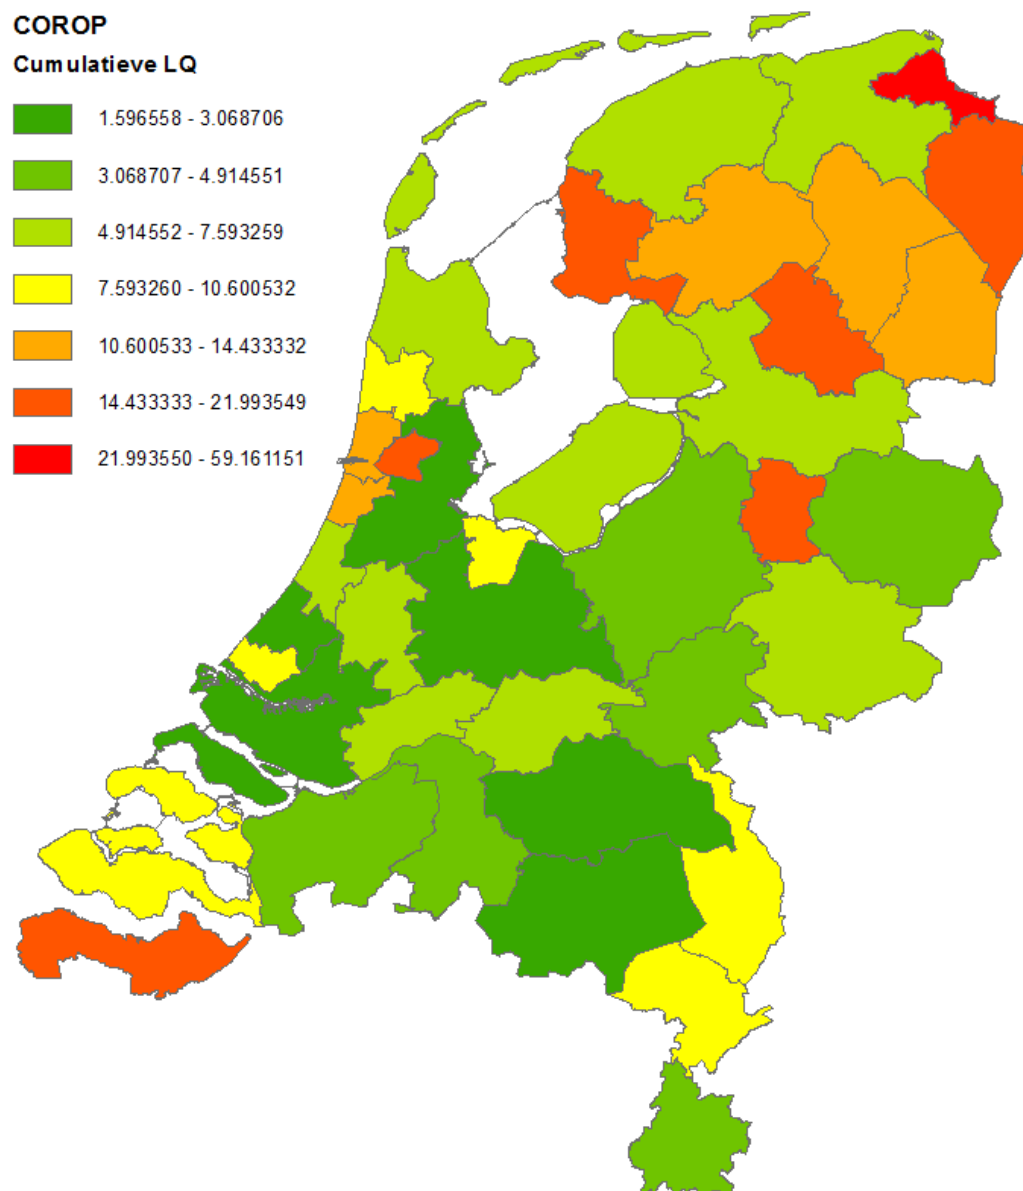 COROP
Cumulatieve LQ
1.596558 - 3.068706
3.068707 - 4.914551
4.914552 - 7.593259
7.593260 - 10.600532
10.600533 - 14.433332
14.433333 - 21.993549
21.993550 - 59.161151